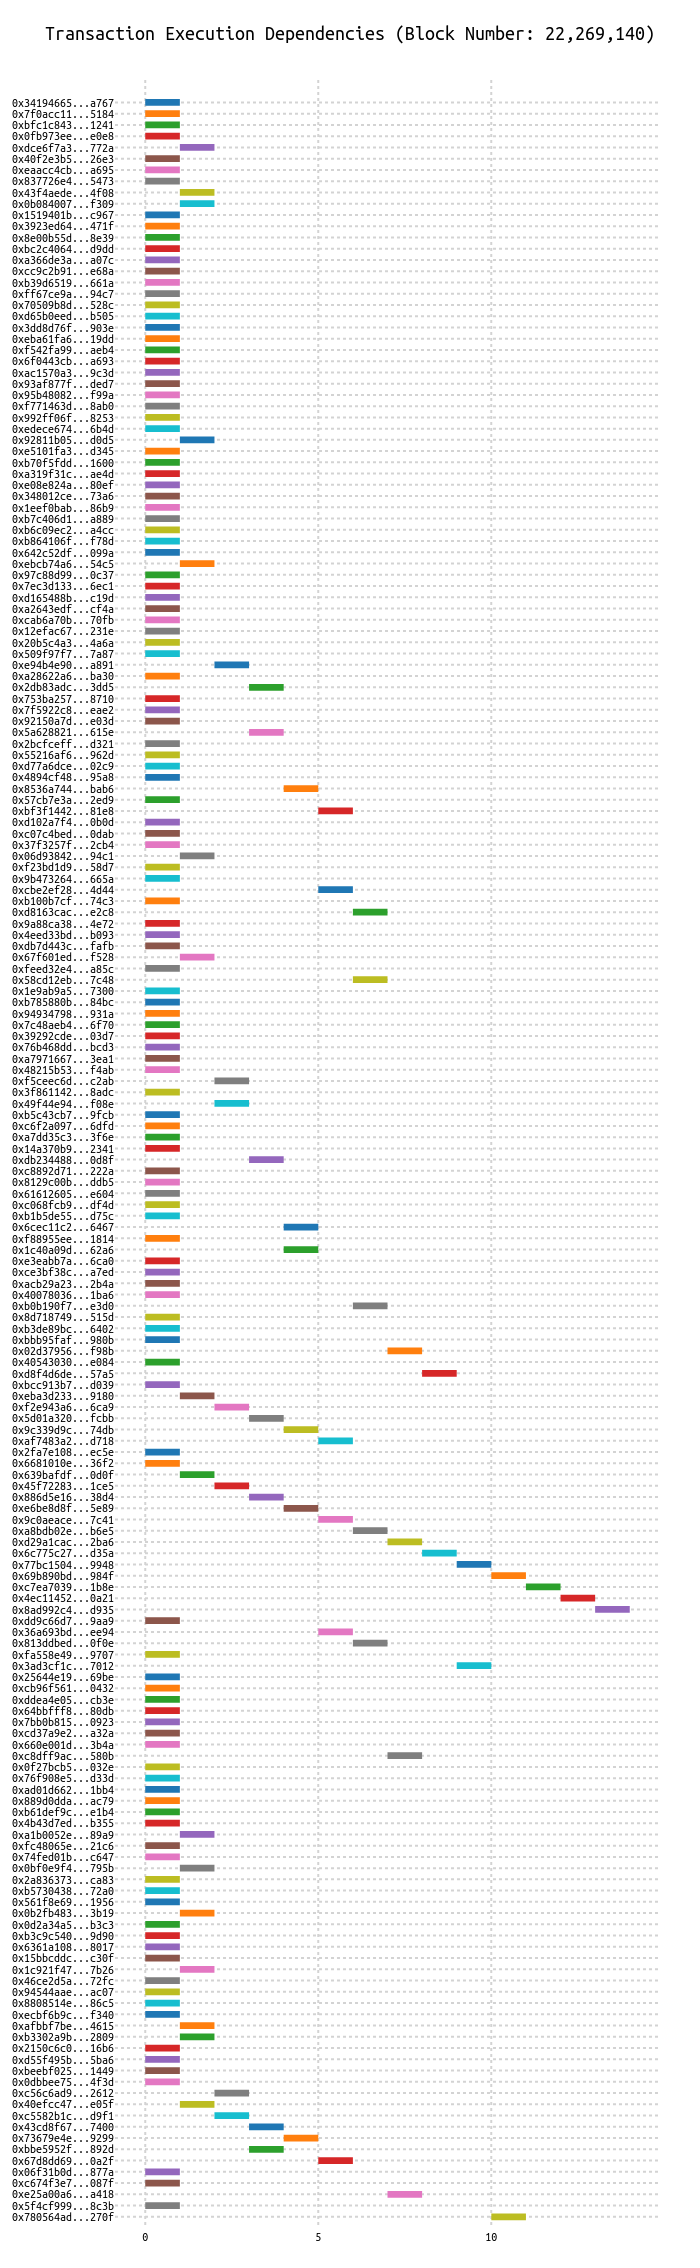 Transaction Execution Dependencies (Block Number: 22,269,140)
0x34194665...a767
0x7f0acc11...5184
0xbfc1c843...1241
0x0fb973ee...e0e8
0xdce6f7a3...772a
0x40f2e3b5...26e3
0xeaacc4cb...a695
0x837726e4...5473
0x43f4aede...4f08
0x0b084007...f309
0x1519401b...c967
0x3923ed64...471f
0x8e00b55d...8e39
0xbc2c4064...d9dd
0xa366de3a...a07c
0xcc9c2b91...e68a
0xb39d6519...661a
0xff67ce9a...94c7
0x70509b8d...528c
0xd65b0eed...b505
0x3dd8d76f...903e
0xeba61fa6...19dd
0xf542fa99...aeb4
0x6f0443cb...a693
0xac1570a3...9c3d
0x93af877f...ded7
0x95b48082...f99a
0xf771463d...8ab0
0x992ff06f...8253
0xedece674...6b4d
0x92811b05...d0d5
0xe5101fa3...d345
0xb70f5fdd...1600
0xa319f31c...ae4d
0xe08e824a...80ef
0x348012ce...73a6
0x1eef0bab...86b9
0xb7c406d1...a889
0xb6c09ec2...a4cc
0xb864106f...f78d
0x642c52df...099a
0xebcb74a6...54c5
0x97c88d99...0c37
0x7ec3d133...6ec1
0xd165488b...c19d
0xa2643edf...cf4a
0xcab6a70b...70fb
0x12efac67...231e
0x20b5c4a3...4a6a
0x509f97f7...7a87
0xe94b4e90...a891
0xa28622a6...ba30
0x2db83adc...3dd5
0x753ba257...8710
0x7f5922c8...eae2
0x92150a7d...e03d
0x5a628821...615e
0x2bcfceff...d321
0x55216af6...962d
0xd77a6dce...02c9
0x4894cf48...95a8
0x8536a744...bab6
0x57cb7e3a...2ed9
0xbf3f1442...81e8
0xd102a7f4...0b0d
0xc07c4bed...0dab
0x37f3257f...2cb4
0x06d93842...94c1
0xf23bd1d9...58d7
0x9b473264...665a
0xcbe2ef28...4d44
0xb100b7cf...74c3
0xd8163cac...e2c8
0x9a88ca38...4e72
0x4eed33bd...b093
0xdb7d443c...fafb
0x67f601ed...f528
0xfeed32e4...a85c
0x58cd12eb...7c48
0x1e9ab9a5...7300
0xb785880b...84bc
0x94934798...931a
0x7c48aeb4...6f70
0x39292cde...03d7
0x76b468dd...bcd3
0xa7971667...3ea1
0x48215b53...f4ab
0xf5ceec6d...c2ab
0x3f861142...8adc
0x49f44e94...f08e
0xb5c43cb7...9fcb
0xc6f2a097...6dfd
0xa7dd35c3...3f6e
0x14a370b9...2341
0xdb234488...0d8f
0xc8892d71...222a
0x8129c00b...ddb5
0x61612605...e604
0xc068fcb9...df4d
0xb1b5de55...d75c
0x6cec11c2...6467
0xf88955ee...1814
0x1c40a09d...62a6
0xe3eabb7a...6ca0
0xce3bf38c...a7ed
0xacb29a23...2b4a
0x40078036...1ba6
0xb0b190f7...e3d0
0x8d718749...515d
0xb3de89bc...6402
0xbbb95faf...980b
0x02d37956...f98b
0x40543030...e084
0xd8f4d6de...57a5
0xbcc913b7...d039
0xeba3d233...9180
0xf2e943a6...6ca9
0x5d01a320...fcbb
0x9c339d9c...74db
0xaf7483a2...d718
0x2fa7e108...ec5e
0x6681010e...36f2
0x639bafdf...0d0f
0x45f72283...1ce5
0x886d5e16...38d4
0xe6be8d8f...5e89
0x9c0aeace...7c41
0xa8bdb02e...b6e5
0xd29a1cac...2ba6
0x6c775c27...d35a
0x77bc1504...9948
0x69b890bd...984f
0xc7ea7039...1b8e
0x4ec11452...0a21
0x8ad992c4...d935
0xdd9c66d7...9aa9
0x36a693bd...ee94
0x813ddbed...0f0e
0xfa558e49...9707
0x3ad3cf1c...7012
0x25644e19...69be
0xcb96f561...0432
0xddea4e05...cb3e
0x64bbfff8...80db
0x7bb0b815...0923
0xcd37a9e2...a32a
0x660e001d...3b4a
0xc8dff9ac...580b
0x0f27bcb5...032e
0x76f908e5...d33d
0xad01d662...1bb4
0x889d0dda...ac79
0xb61def9c...e1b4
0x4b43d7ed...b355
0xa1b0052e...89a9
0xfc48065e...21c6
0x74fed01b...c647
0x0bf0e9f4...795b
0x2a836373...ca83
0xb5730438...72a0
0x561f8e69...1956
0x0b2fb483...3b19
0x0d2a34a5...b3c3
0xb3c9c540...9d90
0x6361a108...8017
0x15bbcddc...c30f
0x1c921f47...7b26
0x46ce2d5a...72fc
0x94544aae...ac07
0x8808514e...86c5
0xecbf6b9c...f340
0xafbbf7be...4615
0xb3302a9b...2809
0x2150c6c0...16b6
0xd55f495b...5ba6
0xbeebf025...1449
0x0dbbee75...4f3d
0xc56c6ad9...2612
0x40efcc47...e05f
0xc5582b1c...d9f1
0x43cd8f67...7400
0x73679e4e...9299
0xbbe5952f...892d
0x67d8dd69...0a2f
0x06f31b0d...877a
0xc674f3e7...087f
0xe25a00a6...a418
0x5f4cf999...8c3b
0x780564ad...270f
0 5 10